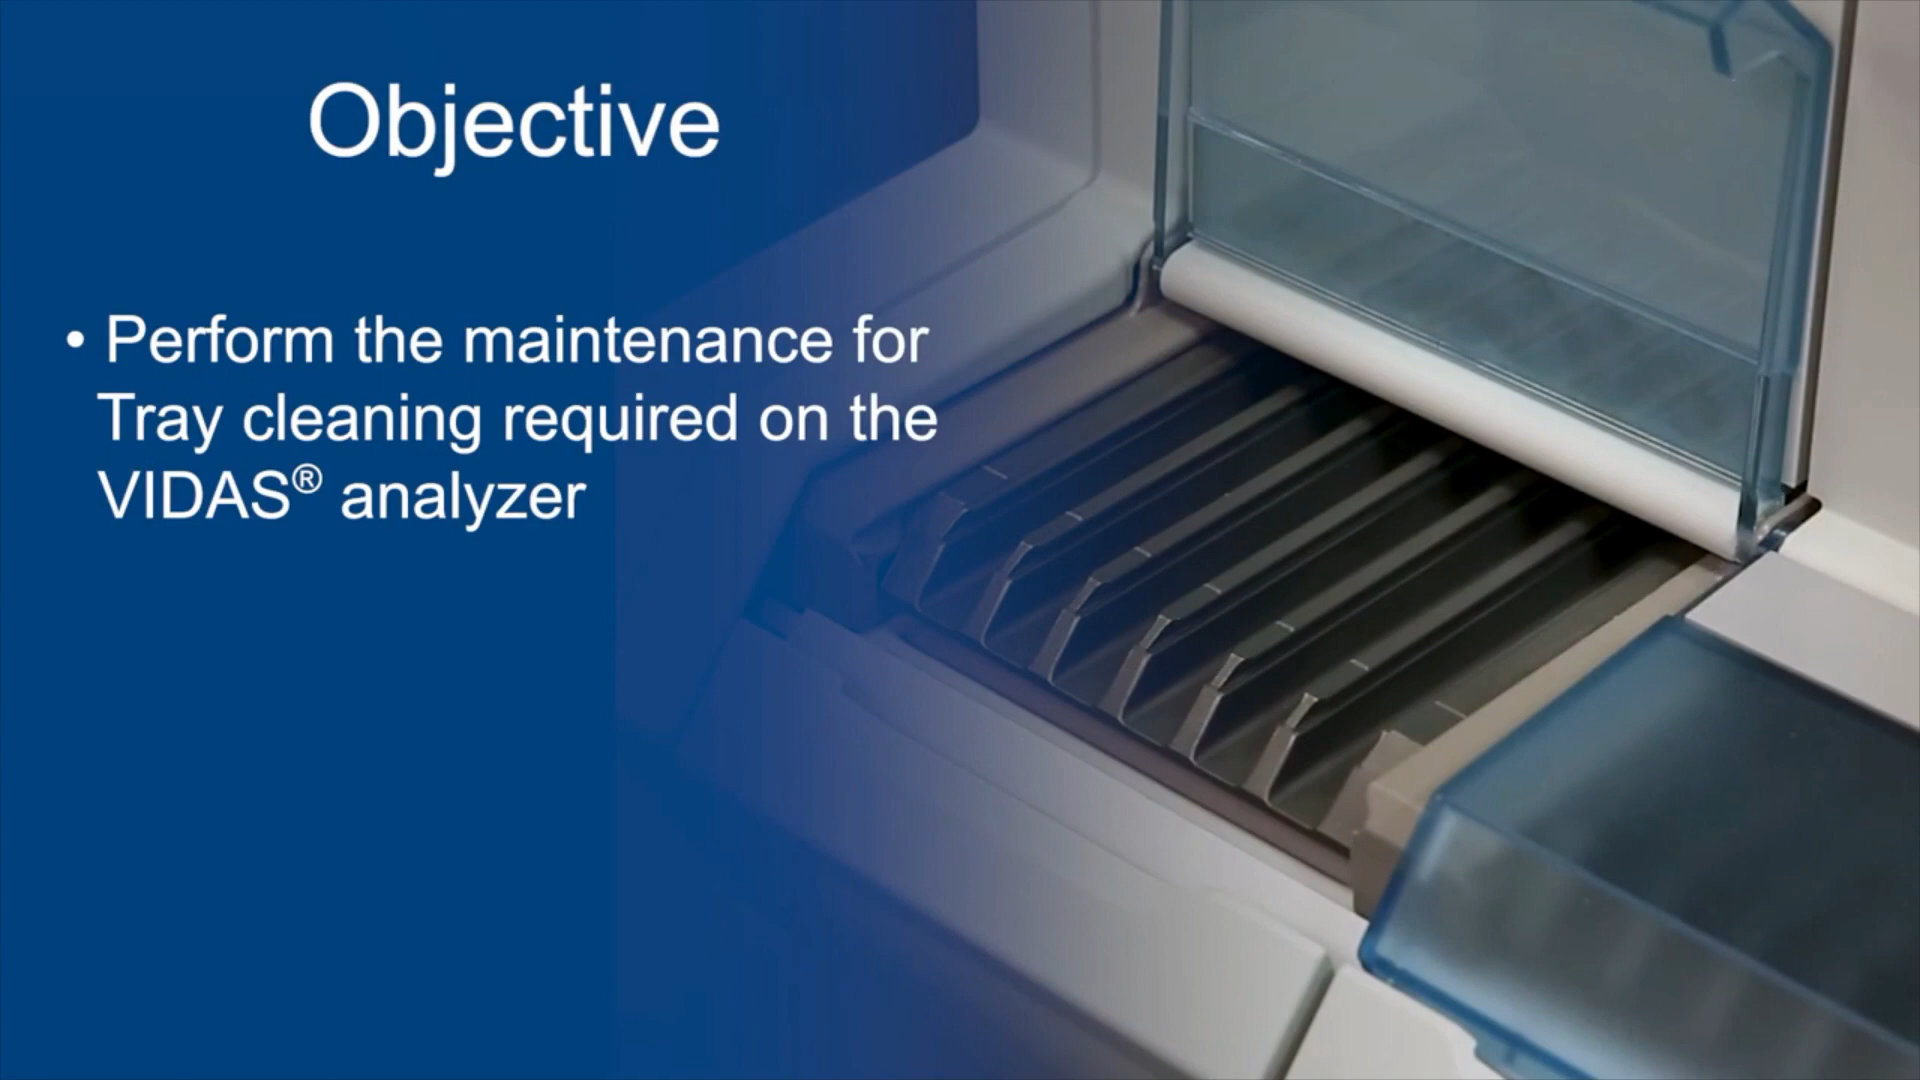 Objective
• Perform the maintenance for
Tray cleaning required on the
VIDAS® analyzer